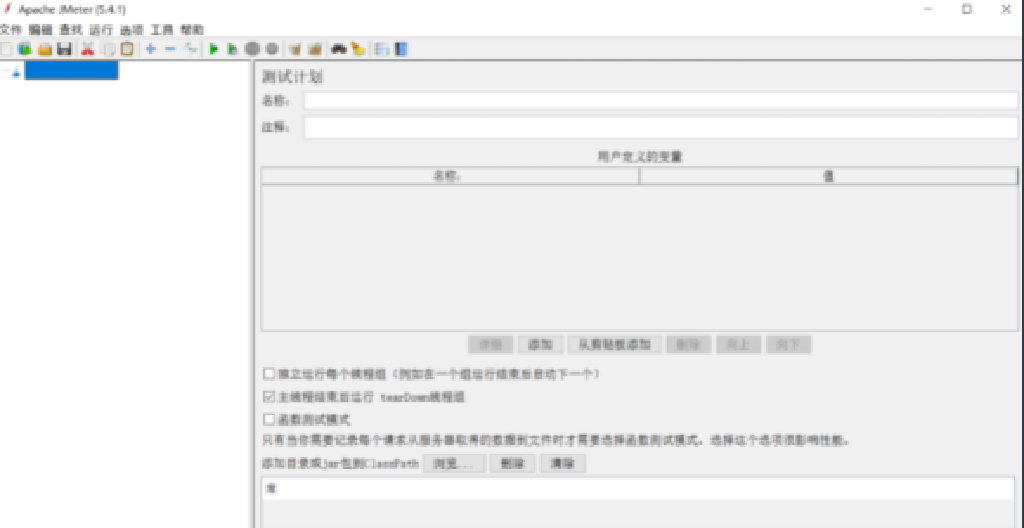 Apache JMeter (5.4.1)
文件 编辑 查找 运行 选项 工具 帮助
测试计划
名称：
注释：
用户定义的变量
名称： 值
详细 添加 从剪贴板添加 删除 向上 向下
独立运行每个线程组（例如在一个组运行结束后启动下一个）
主线程结束后运行 tearDown线程组
函数测试模式
只有当你需要记录每个请求从服务器取得的数据到文件时才需要选择函数测试模式。选择这个选项很影响性能。
添加目录或jar包到ClassPath 浏览... 删除 清除
库